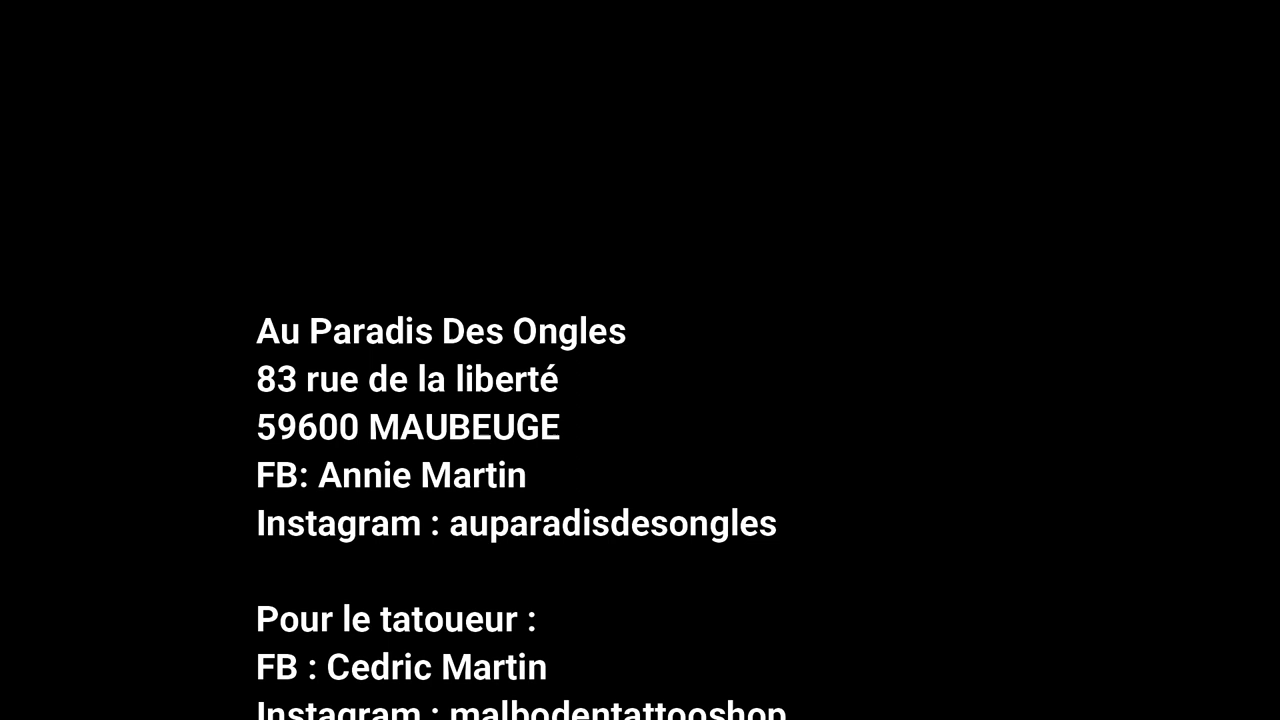 Au Paradis Des Ongles
83 rue de la liberté
59600 MAUBEUGE
FB: Annie Martin
Instagram : auparadisdesongles
Pour le tatoueur :
FB : Cedric Martin
Instagram : malbodentattooshop